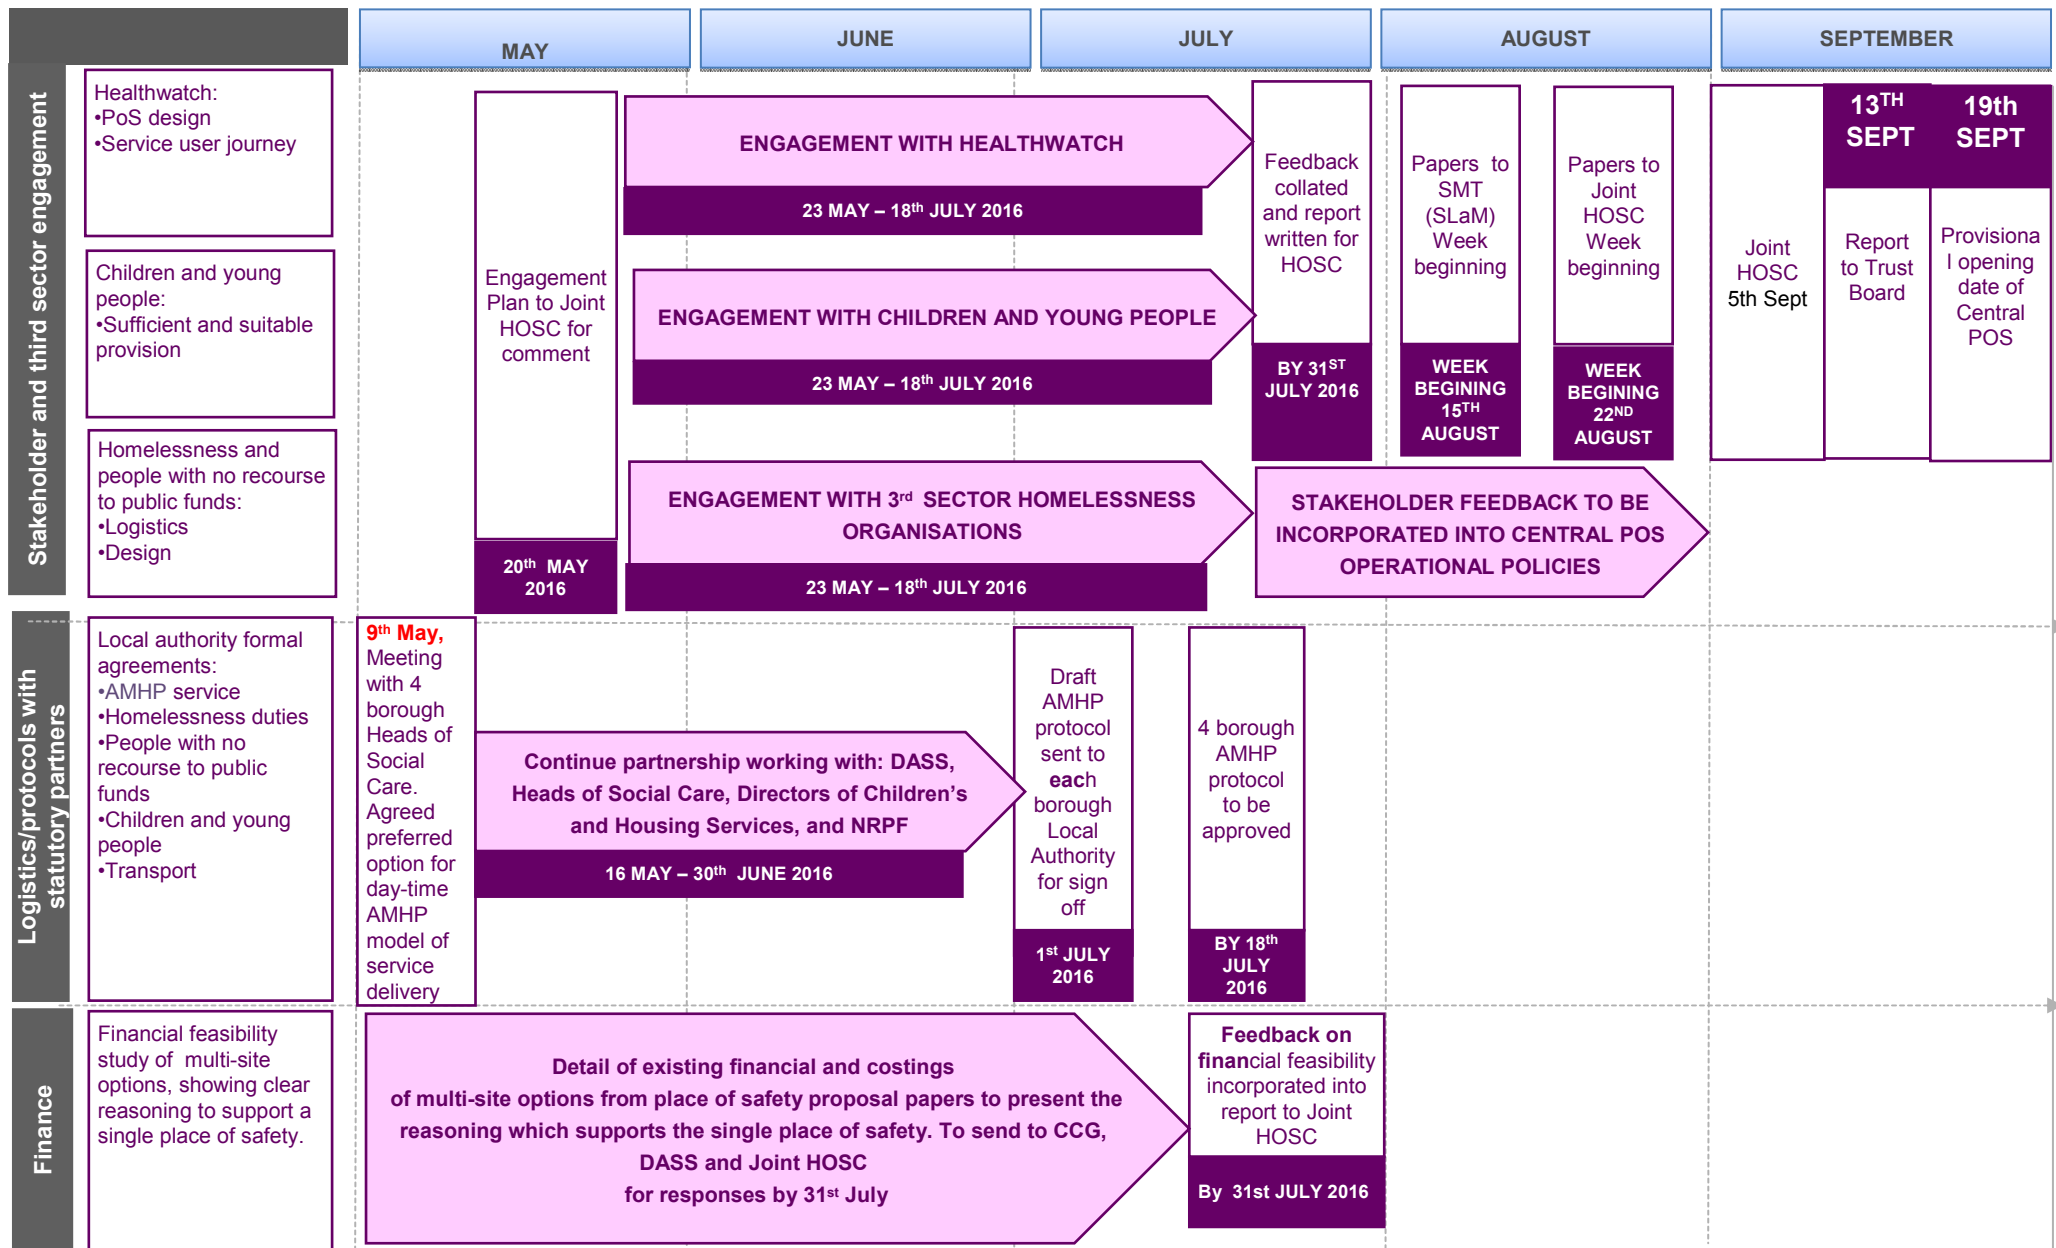 MAY
JUNE
JULY
AUGUST
SEPTEMBER
Stakeholder and third sector engagement
Healthwatch:
•PoS design
•Service user journey
Children and young
people:
•Sufficient and suitable
provision
Homelessness and
people with no recourse
to public funds:
•Logistics
•Design
Engagement
Plan to Joint
HOSC for
comment
20th MAY
2016
ENGAGEMENT WITH HEALTHWATCH
23 MAY – 18th JULY 2016
ENGAGEMENT WITH CHILDREN AND YOUNG PEOPLE
23 MAY – 18th JULY 2016
ENGAGEMENT WITH 3rd SECTOR HOMELESSNESS
ORGANISATIONS
23 MAY – 18th JULY 2016
Feedback
collated
and report
written for
HOSC
BY 31ST
JULY 2016
Papers to
SMT
(SLaM)
Week
beginning
WEEK
BEGINING
15TH
AUGUST
Papers to
Joint
HOSC
Week
beginning
WEEK
BEGINING
22ND
AUGUST
STAKEHOLDER FEEDBACK TO BE
INCORPORATED INTO CENTRAL POS
OPERATIONAL POLICIES
Joint
HOSC
5th Sept
13TH
SEPT
Report
to Trust
Board
19th
SEPT
Provisiona
l opening
date of
Central
POS
Logistics/protocols with
statutory partners
Local authority formal
agreements:
•AMHP service
•Homelessness duties
•People with no
recourse to public
funds
•Children and young
people
•Transport
9th May,
Meeting
with 4
borough
Heads of
Social
Care.
Agreed
preferred
option for
day-time
AMHP
model of
service
delivery
Continue partnership working with: DASS,
Heads of Social Care, Directors of Children’s
and Housing Services, and NRPF
16 MAY – 30th JUNE 2016
Draft
AMHP
protocol
sent to
each
borough
Local
Authority
for sign
off
1st JULY
2016
4 borough
AMHP
protocol
to be
approved
BY 18th
JULY
2016
Finance
Financial feasibility
study of multi-site
options, showing clear
reasoning to support a
single place of safety.
Detail of existing financial and costings
of multi-site options from place of safety proposal papers to present the
reasoning which supports the single place of safety. To send to CCG,
DASS and Joint HOSC
for responses by 31st July
Feedback on
financial feasibility
incorporated into
report to Joint
HOSC
By 31st JULY 2016